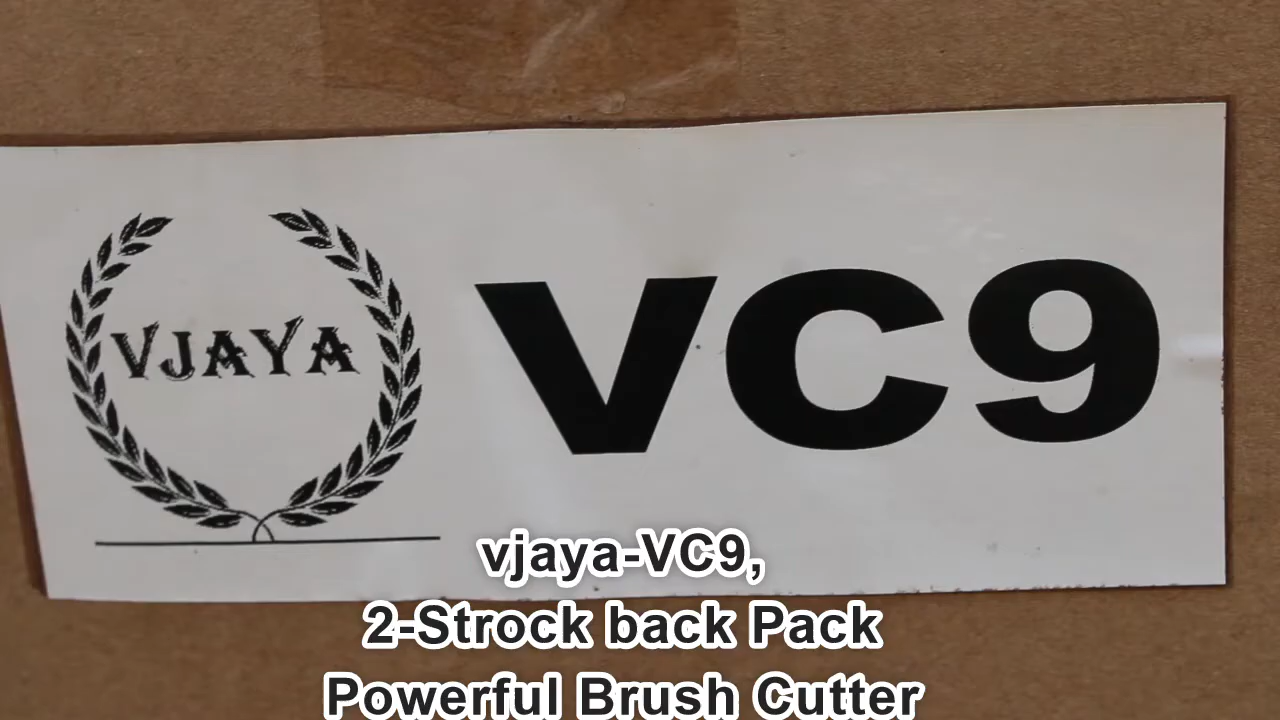 VJAYA
VC9
vjaya-VC9,
2-Strock back Pack
Powerful Brush Cutter